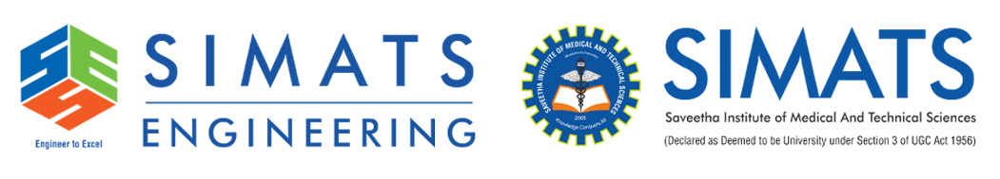 SES
Engineer to Excel
SIMATS
ENGINEERING
SAVEETHA INSTITUTE OF MEDICAL AND TECHNICAL SCIENCES
2005
Knowledge Conquers All
SIMATS
Saveetha Institute of Medical And Technical Sciences
(Declared as Deemed to be University under Section 3 of UGC Act 1956)